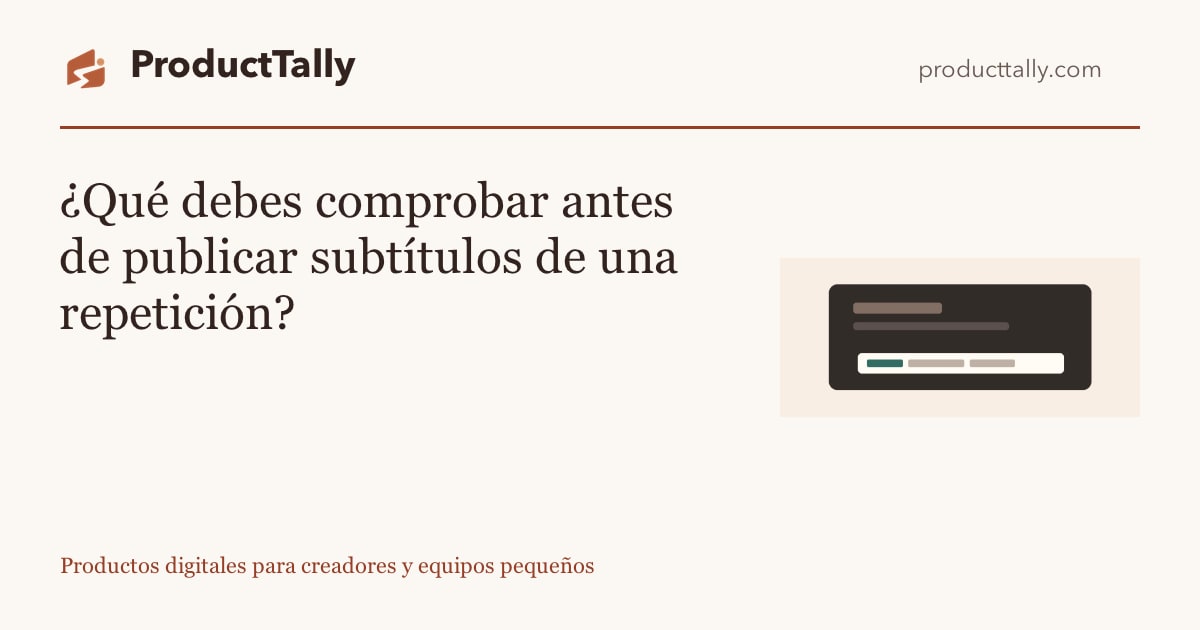 ProductTally
producttally.com
¿Qué debes comprobar antes
de publicar subtítulos de una
repetición?
Productos digitales para creadores y equipos pequeños